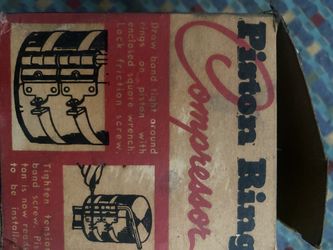 Piston Ring
Compressor
Draw band tight around
rings on piston with
enclosed square wrench.
Lock friction screw.
Tighten tension
band screw.
ton is now
to be